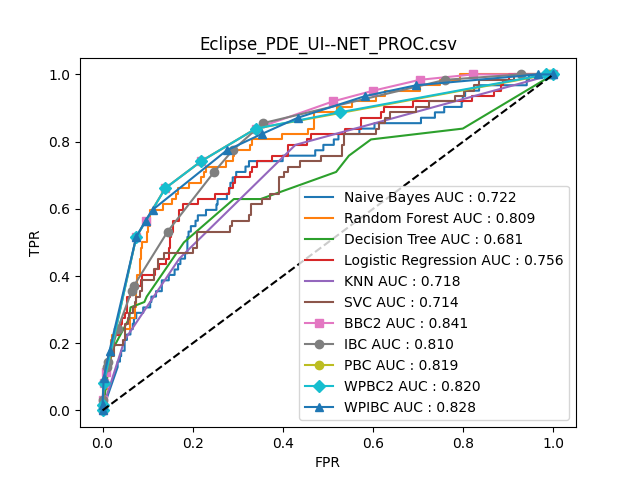 Eclipse_PDE_UI--NET_PROC.csv
1.0
0.8
0.6
0.4
0.2
0.0
TPR
Naive Bayes AUC : 0.722
Random Forest AUC : 0.809
Decision Tree AUC : 0.681
Logistic Regression AUC : 0.756
KNN AUC : 0.718
SVC AUC : 0.714
BBC2 AUC : 0.841
IBC AUC : 0.810
PBC AUC : 0.819
WPBC2 AUC : 0.820
WPIBC AUC : 0.828
0.0 0.2 0.4 0.6 0.8 1.0
FPR